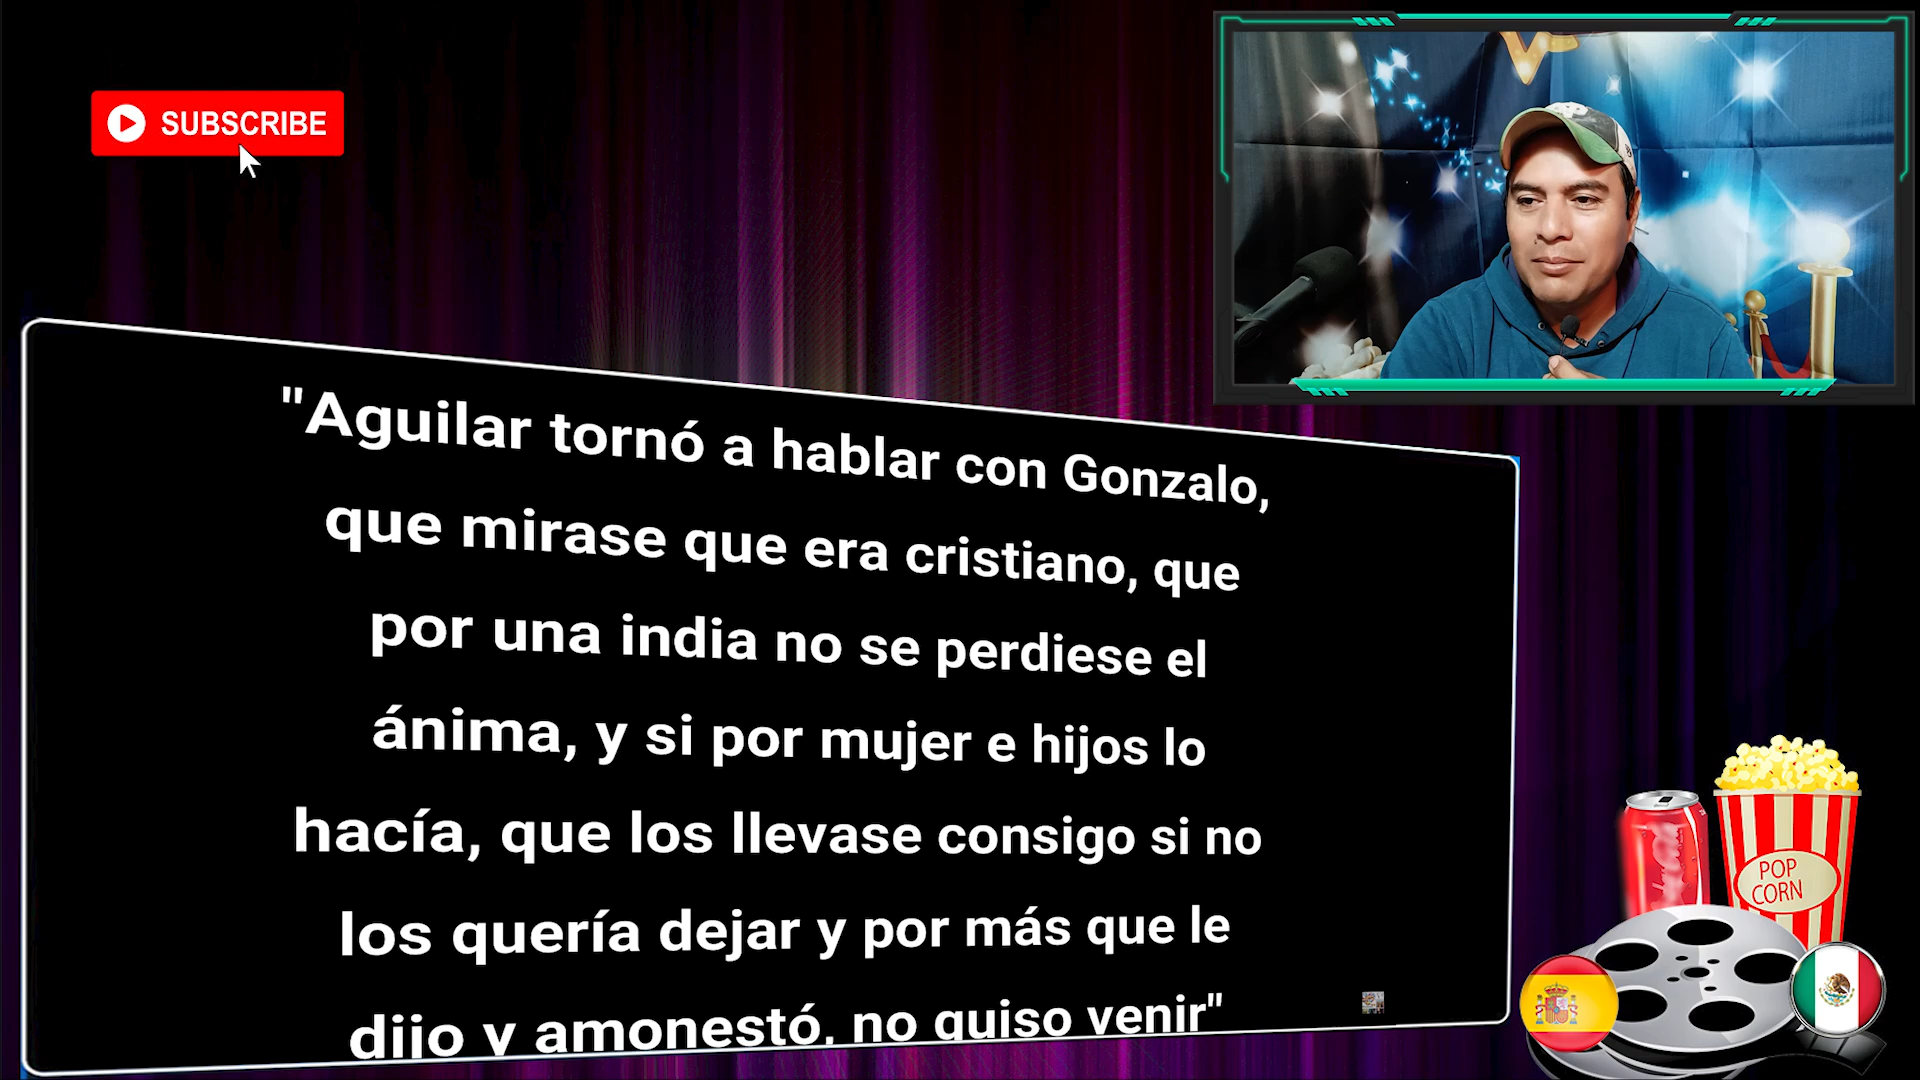 SUBSCRIBE
"Aguilar tornó a hablar con Gonzalo,
que mirase que era cristiano, que
por una india no se perdiese el
ánima, y si por mujer e hijos lo
hacía, que los llevase consigo si no
los quería dejar y por más que le
dijo y amonestó, no quiso venir"
POP
CORN